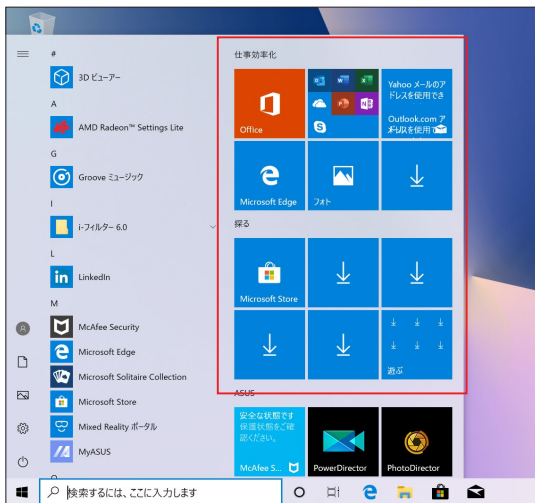 #
3D ビューアー
A
AMD Radeon™ Settings Lite
G
Groove ミュージック
I
i-フィルター 6.0
L
LinkedIn
M
McAfee Security
Microsoft Edge
Microsoft Solitaire Collection
Microsoft Store
Mixed Reality ポータル
MyASUS
仕事効率化
Office
Yahoo メールのア
ドレスを使用でき
Outlook.com ア
Microsoft Edge
フォト
探る
Microsoft Store
遊ぶ
ASUS
安全な状態です
保護状態をご確
認ください。
McAfee S...
PowerDirector
PhotoDirector
検索するには、ここに入力します